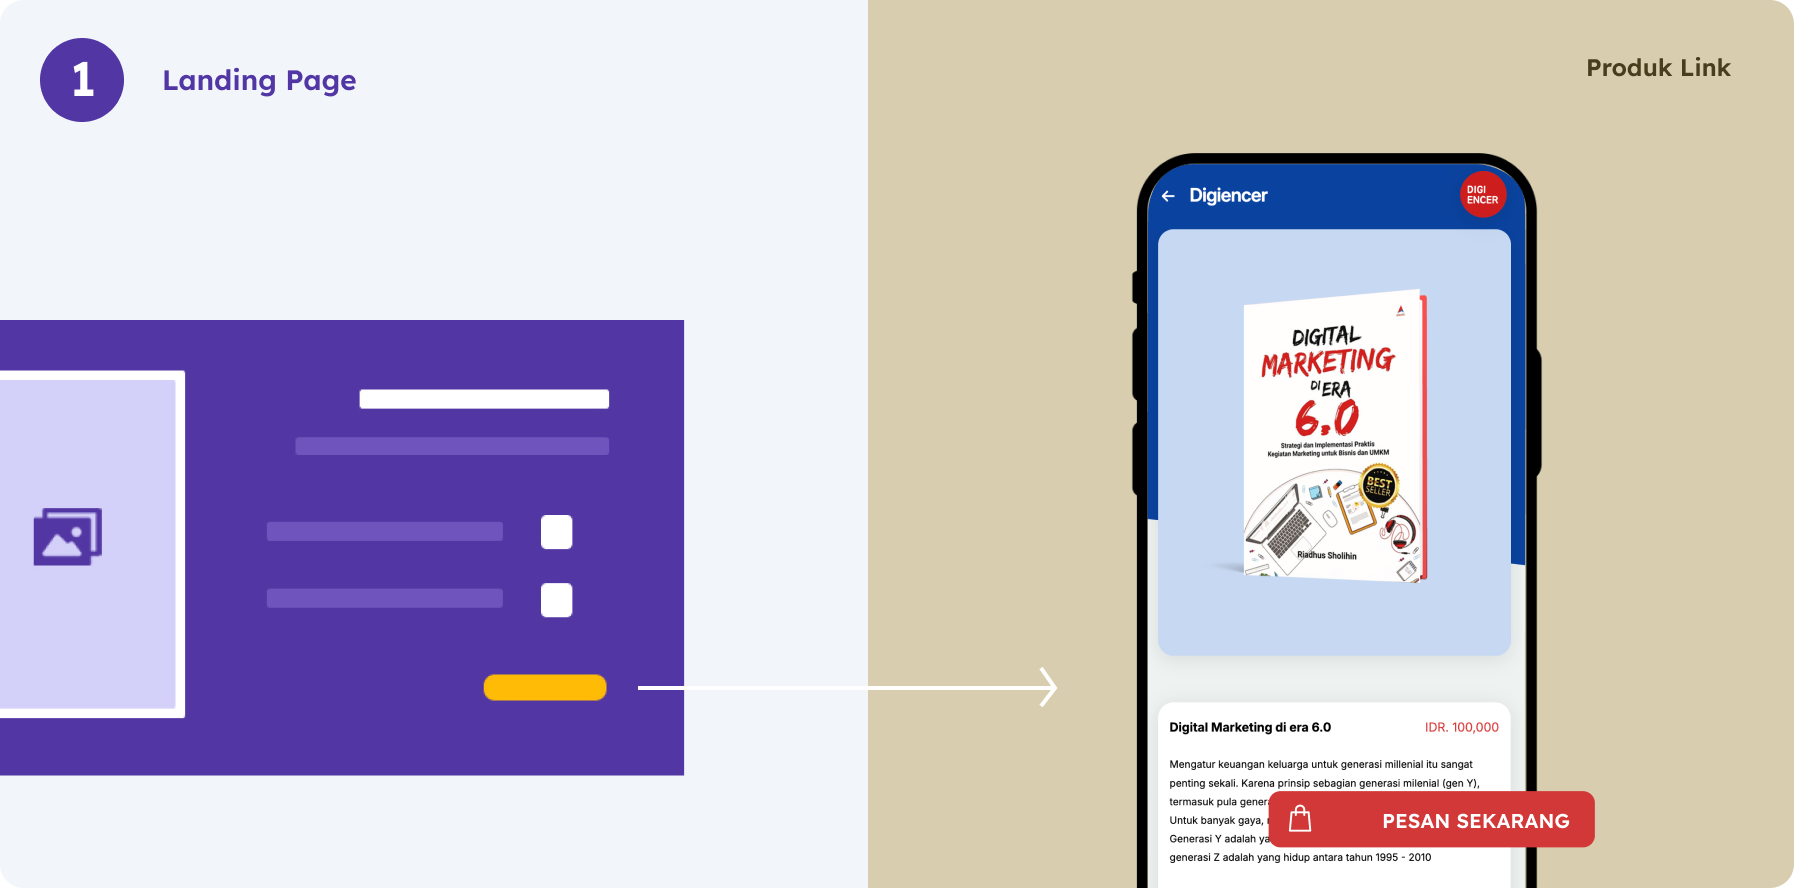 1
Landing Page
Produk Link
Digiencer
DIGI
ENCER
DIGITAL
MARKETING
DI ERA
6.0
Strategi dan Implementasi Praktis
Kegiatan Marketing untuk Bisnis dan UMKM
BEST
SELLER
Riadhus Sholihin
Digital Marketing di era 6.0
IDR. 100,000
Mengatur keuangan keluarga untuk generasi millenial itu sangat
penting sekali. Karena prinsip sebagian generasi milenial (gen Y),
termasuk pula gener
Untuk banyak gaya,
Generasi Y adalah ya
generasi Z adalah yang hidup antara tahun 1995 - 2010
PESAN SEKARANG